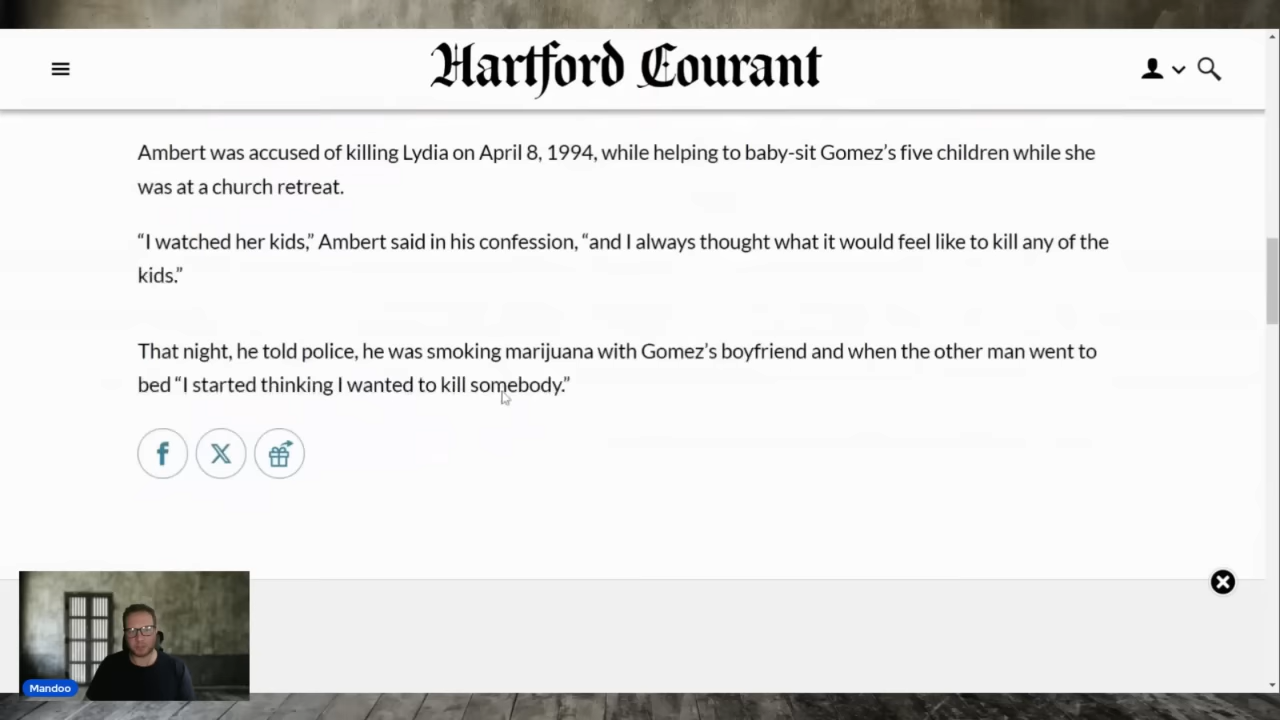 Hartford Courant
Ambert was accused of killing Lydia on April 8, 1994, while helping to baby-sit Gomez’s five children while she
was at a church retreat.
“I watched her kids,” Ambert said in his confession, “and I always thought what it would feel like to kill any of the
kids.”
That night, he told police, he was smoking marijuana with Gomez’s boyfriend and when the other man went to
bed “I started thinking I wanted to kill somebody.”
Mandoo